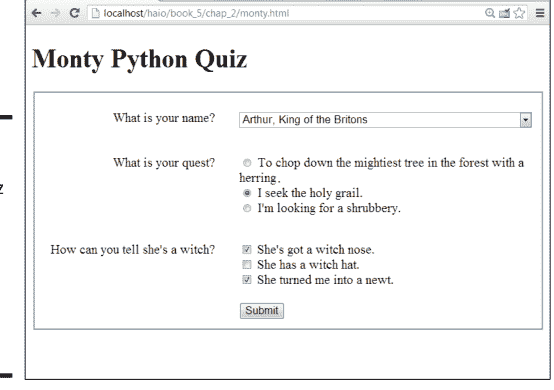 localhost/haio/book_5/chap_2/monty.html
Monty Python Quiz
What is your name?
Arthur, King of the Britons
What is your quest?
To chop down the mightiest tree in the forest with a
herring.
I seek the holy grail.
I'm looking for a shrubbery.
How can you tell she's a witch?
She's got a witch nose.
She has a witch hat.
She turned me into a newt.
Submit
z